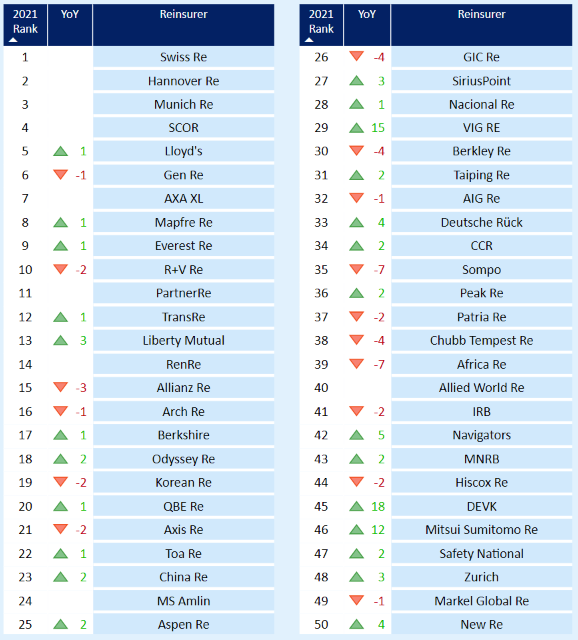 2021 Rank YoY Reinsurer
1 Swiss Re
2 Hannover Re
3 Munich Re
4 SCOR
5 1 Lloyd's
6 -1 Gen Re
7 AXA XL
8 1 Mapfre Re
9 1 Everest Re
10 -2 R+V Re
11 PartnerRe
12 1 TransRe
13 3 Liberty Mutual
14 RenRe
15 -3 Allianz Re
16 -1 Arch Re
17 1 Berkshire
18 2 Odyssey Re
19 -2 Korean Re
20 1 QBE Re
21 -2 Axis Re
22 1 Toa Re
23 2 China Re
24 MS Amlin
25 2 Aspen Re
2021 Rank YoY Reinsurer
26 -4 GIC Re
27 3 SiriusPoint
28 1 Nacional Re
29 15 VIG RE
30 -4 Berkley Re
31 2 Taiping Re
32 -1 AIG Re
33 4 Deutsche Rück
34 2 CCR
35 -7 Sompo
36 2 Peak Re
37 -2 Patria Re
38 -4 Chubb Tempest Re
39 -7 Africa Re
40 Allied World Re
41 -2 IRB
42 5 Navigators
43 2 MNRB
44 -2 Hiscox Re
45 18 DEVK
46 12 Mitsui Sumitomo Re
47 2 Safety National
48 3 Zurich
49 -1 Markel Global Re
50 4 New Re